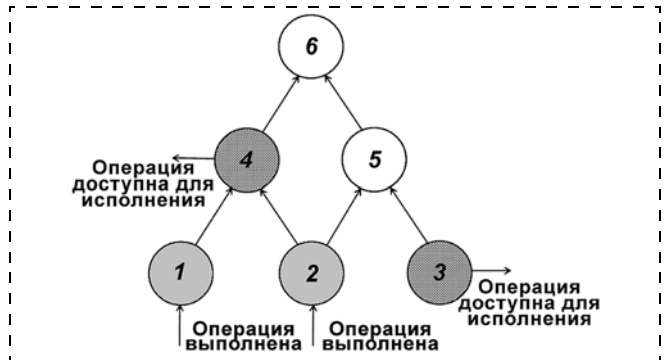 6
4
5
Операция
доступна для
исполнения
1
2
3
Операция
выполнена
Операция
выполнена
Операция
доступна для
исполнения